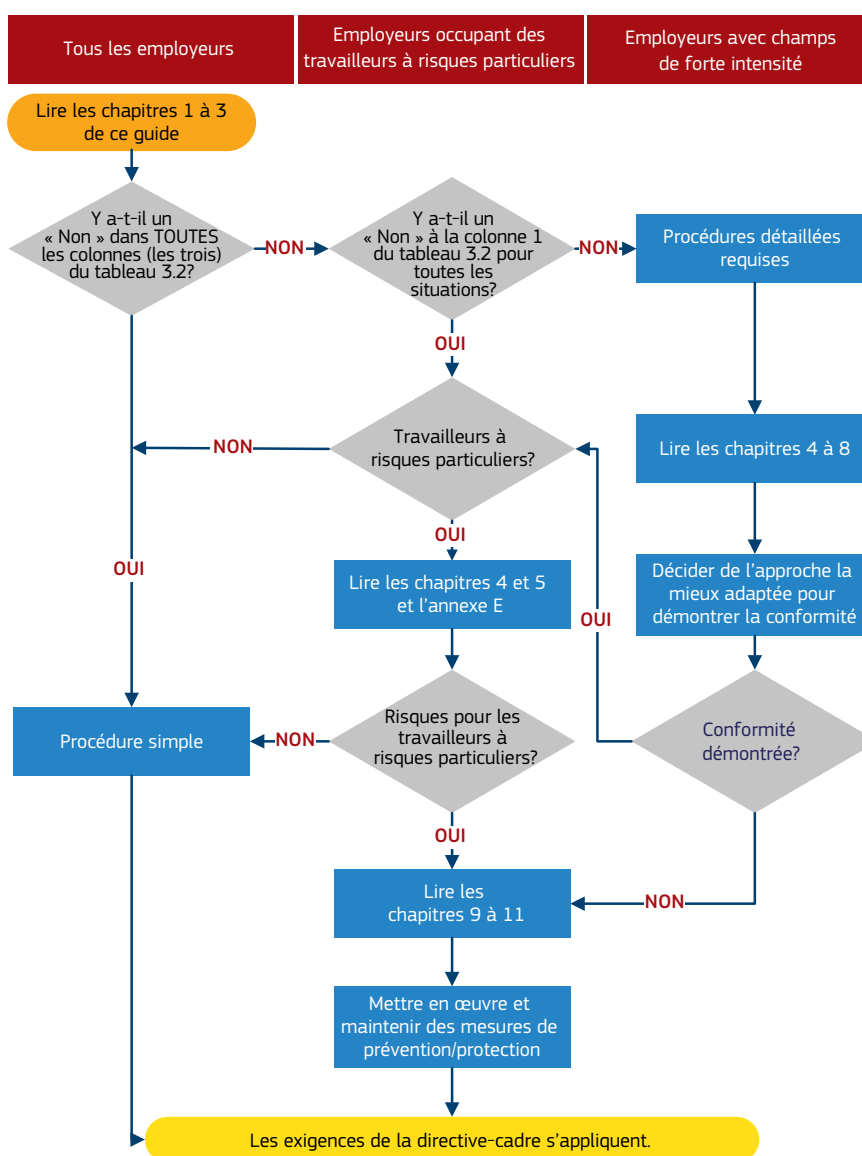 Tous les employeurs
Employeurs occupant des
travailleurs à risques particuliers
Employeurs avec champs
de forte intensité
Lire les chapitres 1 à 3
de ce guide
Y a-t-il un
« Non » dans TOUTES
les colonnes (les trois)
du tableau 3.2?
NON
Y a-t-il un
« Non » à la colonne 1
du tableau 3.2 pour
toutes les
situations?
NON
Procédures détaillées
requises
OUI
Travailleurs à
risques particuliers?
NON
Lire les chapitres 4 à 8
OUI
OUI
Lire les chapitres 4 et 5
et l'annexe E
OUI
Décider de l'approche la
mieux adaptée pour
démontrer la conformité
Procédure simple
NON
Risques pour les
travailleurs à
risques particuliers?
Conformité
démontrée?
OUI
Lire les
chapitres 9 à 11
NON
Mettre en œuvre et
maintenir des mesures de
prévention/protection
Les exigences de la directive-cadre s'appliquent.